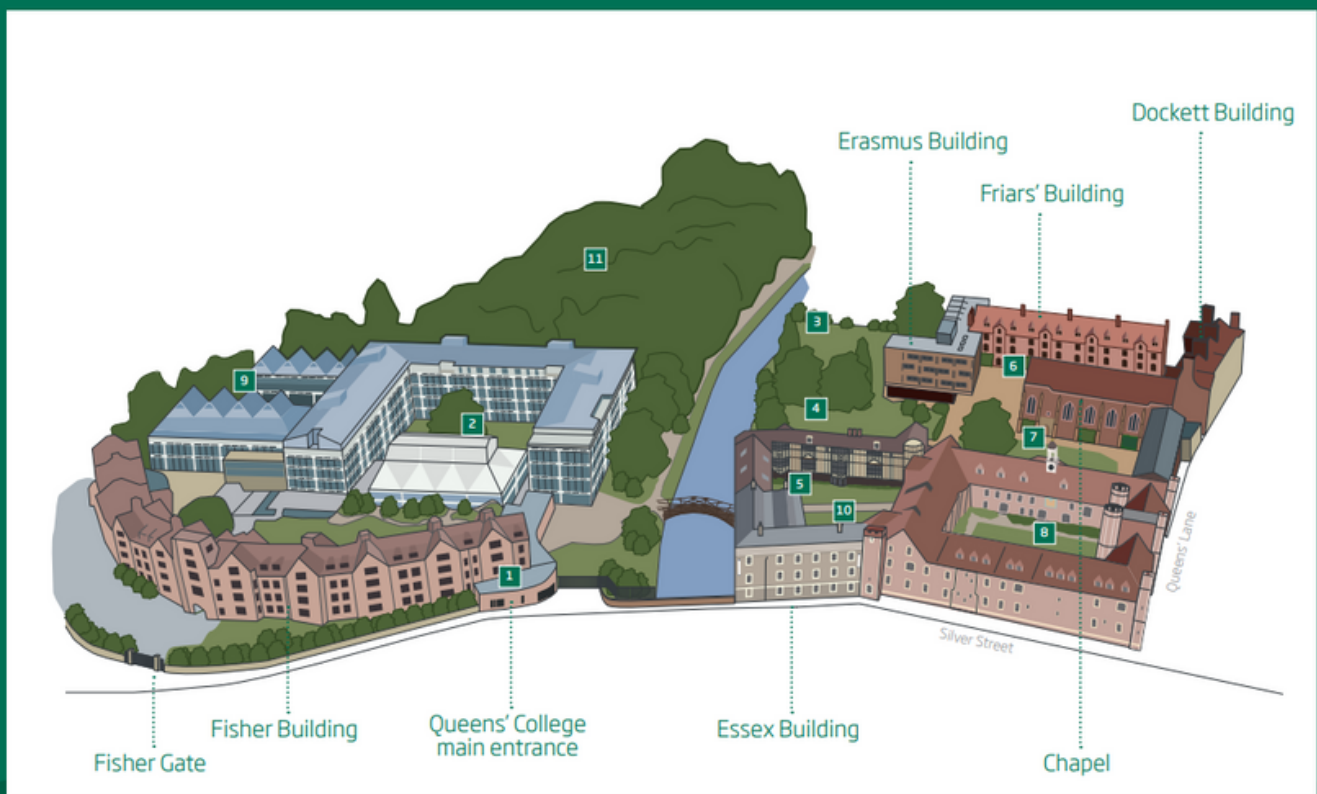 Dockett Building
Erasmus Building
Friars' Building
11
3
9
6
2
4
7
5
10
8
1
Queens' Lane
Silver Street
Fisher Building
Queens' College
main entrance
Essex Building
Fisher Gate
Chapel